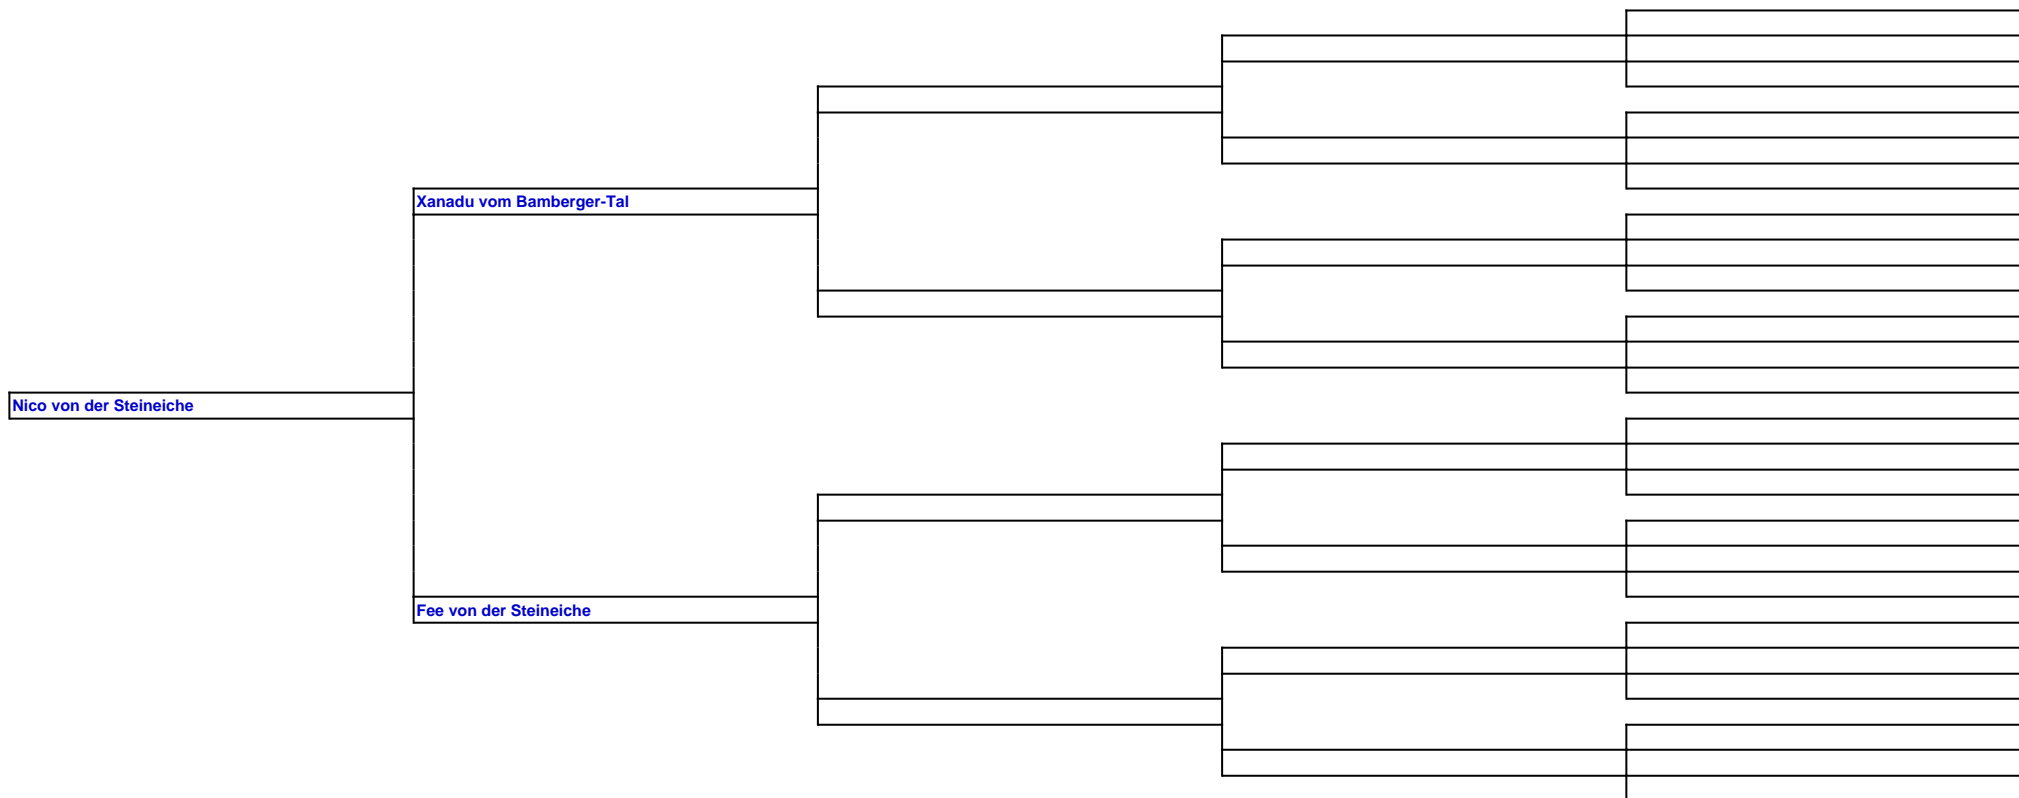 Xanadu vom Bamberger-Tal
Nico von der Steineiche
Fee von der Steineiche